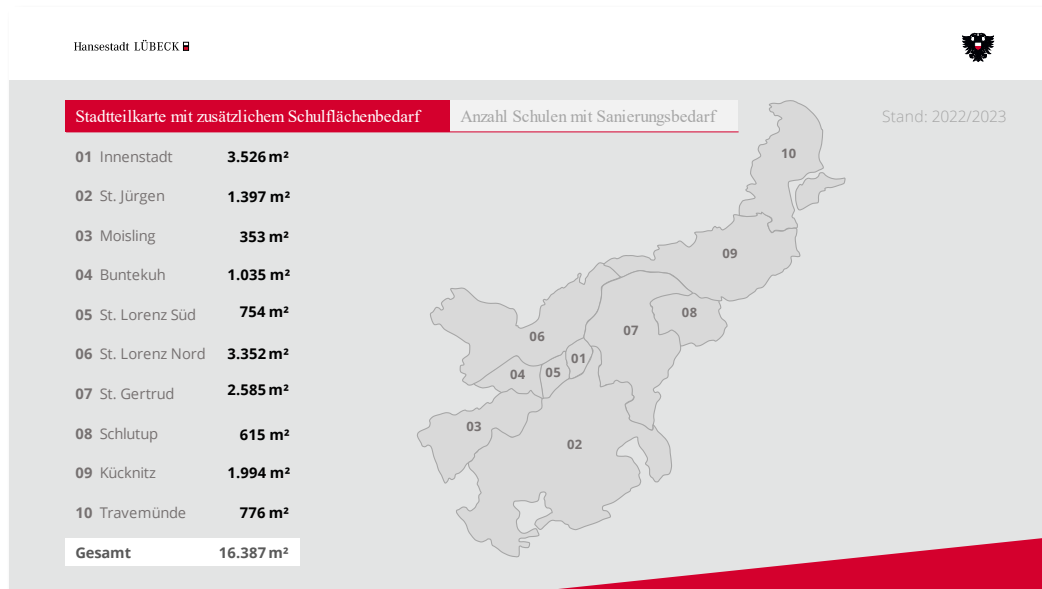 Hansestadt LÜBECK
Stadtteilkarte mit zusätzlichem Schulflächenbedarf
Anzahl Schulen mit Sanierungsbedarf
Stand: 2022/2023
01 Innenstadt 3.526 m²
02 St. Jürgen 1.397 m²
03 Moisling 353 m²
04 Buntekuh 1.035 m²
05 St. Lorenz Süd 754 m²
06 St. Lorenz Nord 3.352 m²
07 St. Gertrud 2.585 m²
08 Schlutup 615 m²
09 Kücknitz 1.994 m²
10 Travemünde 776 m²
Gesamt 16.387 m²
10
09
08
07
06
01
05
04
03
02